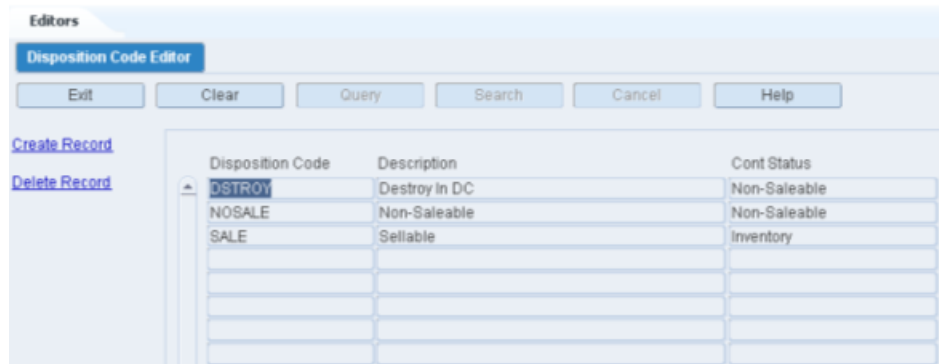 Editors
Disposition Code Editor
Exit Clear Query Search Cancel Help
Create Record
Delete Record
Disposition Code Description Cont Status
DSTROY Destroy In DC Non-Saleable
NOSALE Non-Saleable Non-Saleable
SALE Sellable Inventory